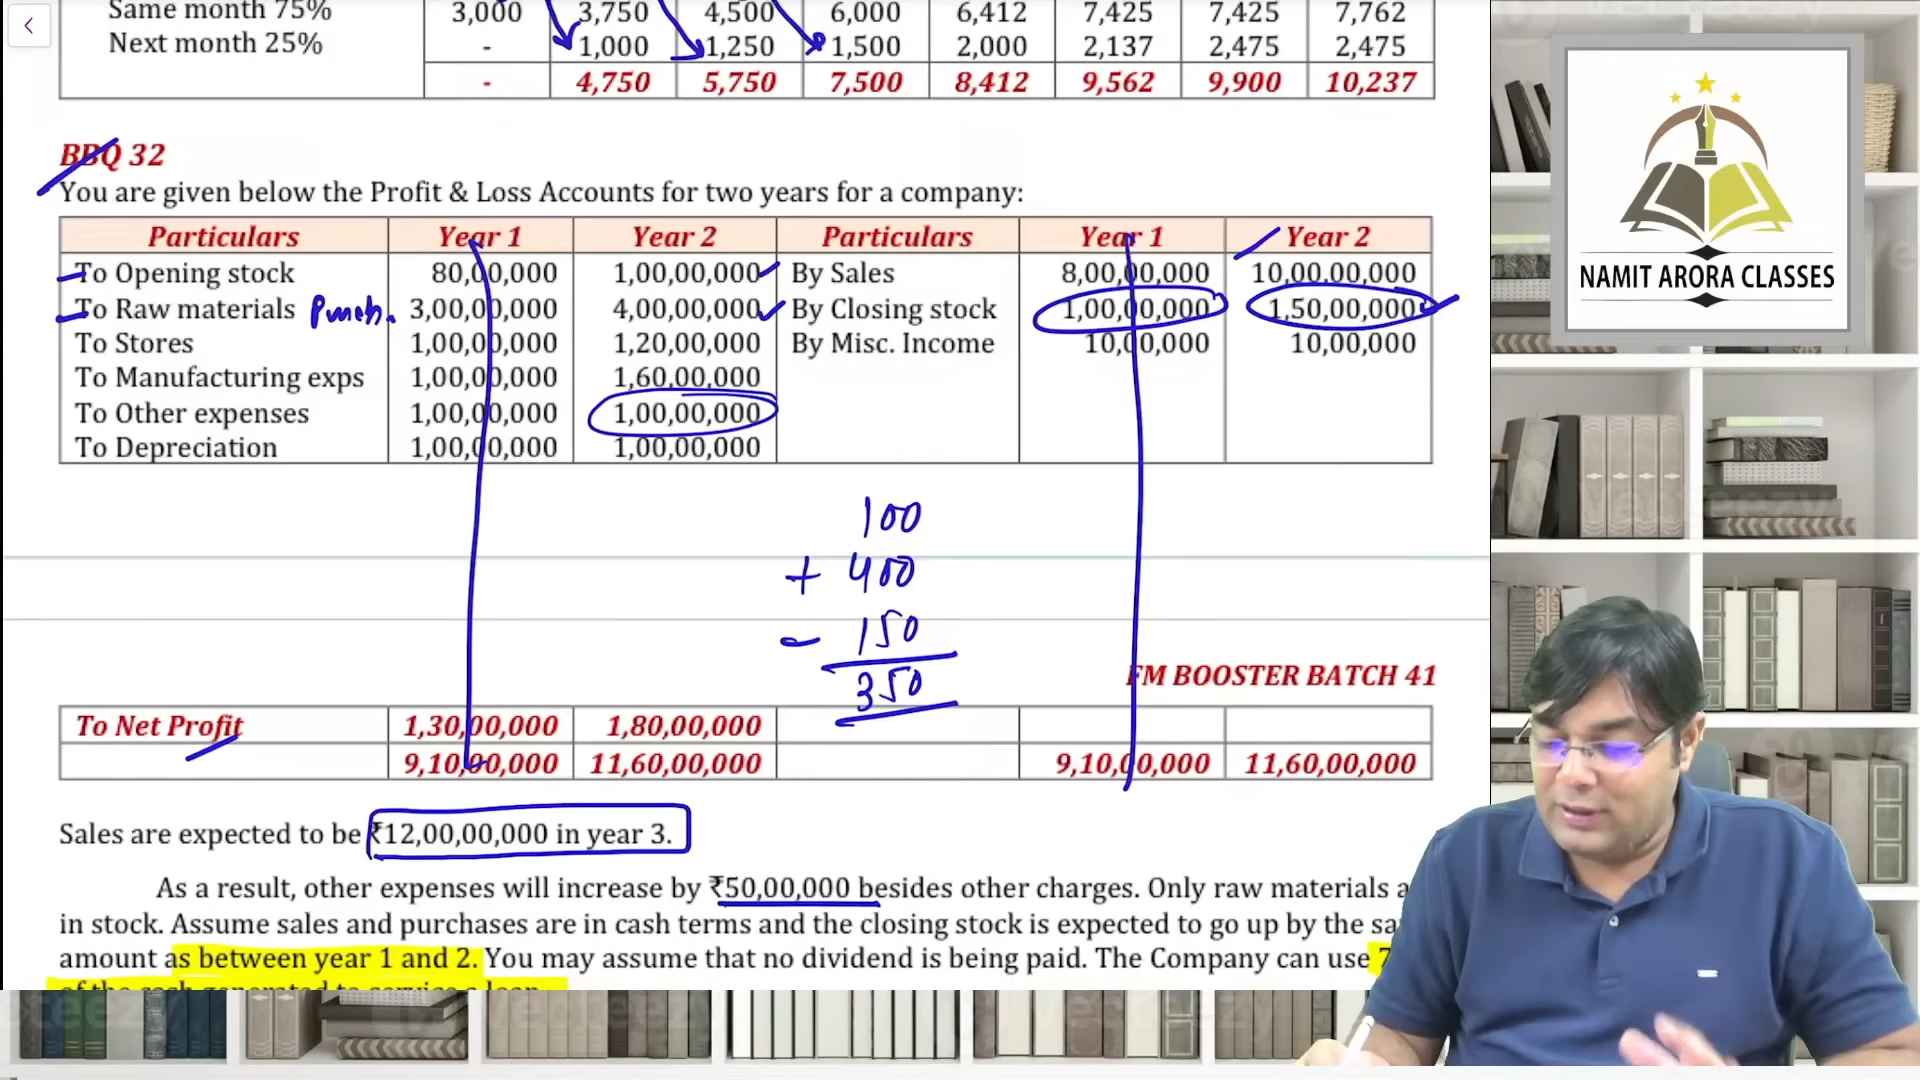 Same month 75% 3,000 3,750 4,500 6,000 6,412 7,425 7,425 7,762
Next month 25% - 1,000 1,250 1,500 2,000 2,137 2,475 2,475
- 4,750 5,750 7,500 8,412 9,562 9,900 10,237
BBQ 32
You are given below the Profit & Loss Accounts for two years for a company:
Particulars Year 1 Year 2 Particulars Year 1 Year 2
To Opening stock 80,00,000 1,00,00,000 By Sales 8,00,00,000 10,00,00,000
To Raw materials Purch. 3,00,00,000 4,00,00,000 By Closing stock 1,00,00,000 1,50,00,000
To Stores 1,00,00,000 1,20,00,000 By Misc. Income 10,00,000 10,00,000
To Manufacturing exps 1,00,00,000 1,60,00,000
To Other expenses 1,00,00,000 1,00,00,000
To Depreciation 1,00,00,000 1,00,00,000
100
+ 400
- 150
350
FM BOOSTER BATCH 41
To Net Profit 1,30,00,000 1,80,00,000
9,10,00,000 11,60,00,000 9,10,00,000 11,60,00,000
Sales are expected to be ₹12,00,00,000 in year 3.
As a result, other expenses will increase by ₹50,00,000 besides other charges. Only raw materials
in stock. Assume sales and purchases are in cash terms and the closing stock is expected to go up by the
amount as between year 1 and 2. You may assume that no dividend is being paid. The Company can use 7
of the cash generated to service a loan.
NAMIT ARORA CLASSES